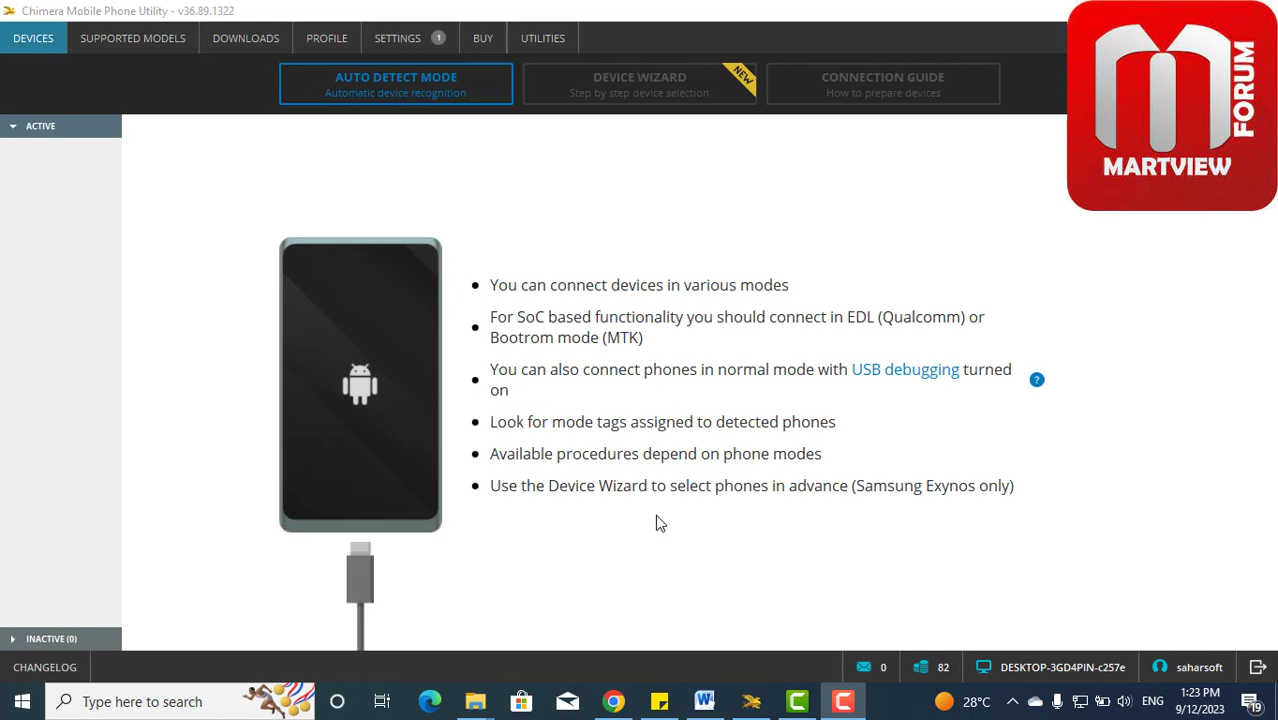 Chimera Mobile Phone Utility - v36.89.1322
DEVICES
SUPPORTED MODELS
DOWNLOADS
PROFILE
SETTINGS 1
BUY
UTILITIES
AUTO DETECT MODE
Automatic device recognition
DEVICE WIZARD
Step by step device selection
NEW
CONNECTION GUIDE
How to prepare devices
MARTVIEW
FORUM
ACTIVE
You can connect devices in various modes
For SoC based functionality you should connect in EDL (Qualcomm) or
Bootrom mode (MTK)
You can also connect phones in normal mode with USB debugging turned
on
?
Look for mode tags assigned to detected phones
Available procedures depend on phone modes
Use the Device Wizard to select phones in advance (Samsung Exynos only)
INACTIVE (0)
CHANGELOG
0
82
DESKTOP-3GD4PIN-c257e
saharsoft
Type here to search
28°C
ENG
1:23 PM
9/12/2023
19